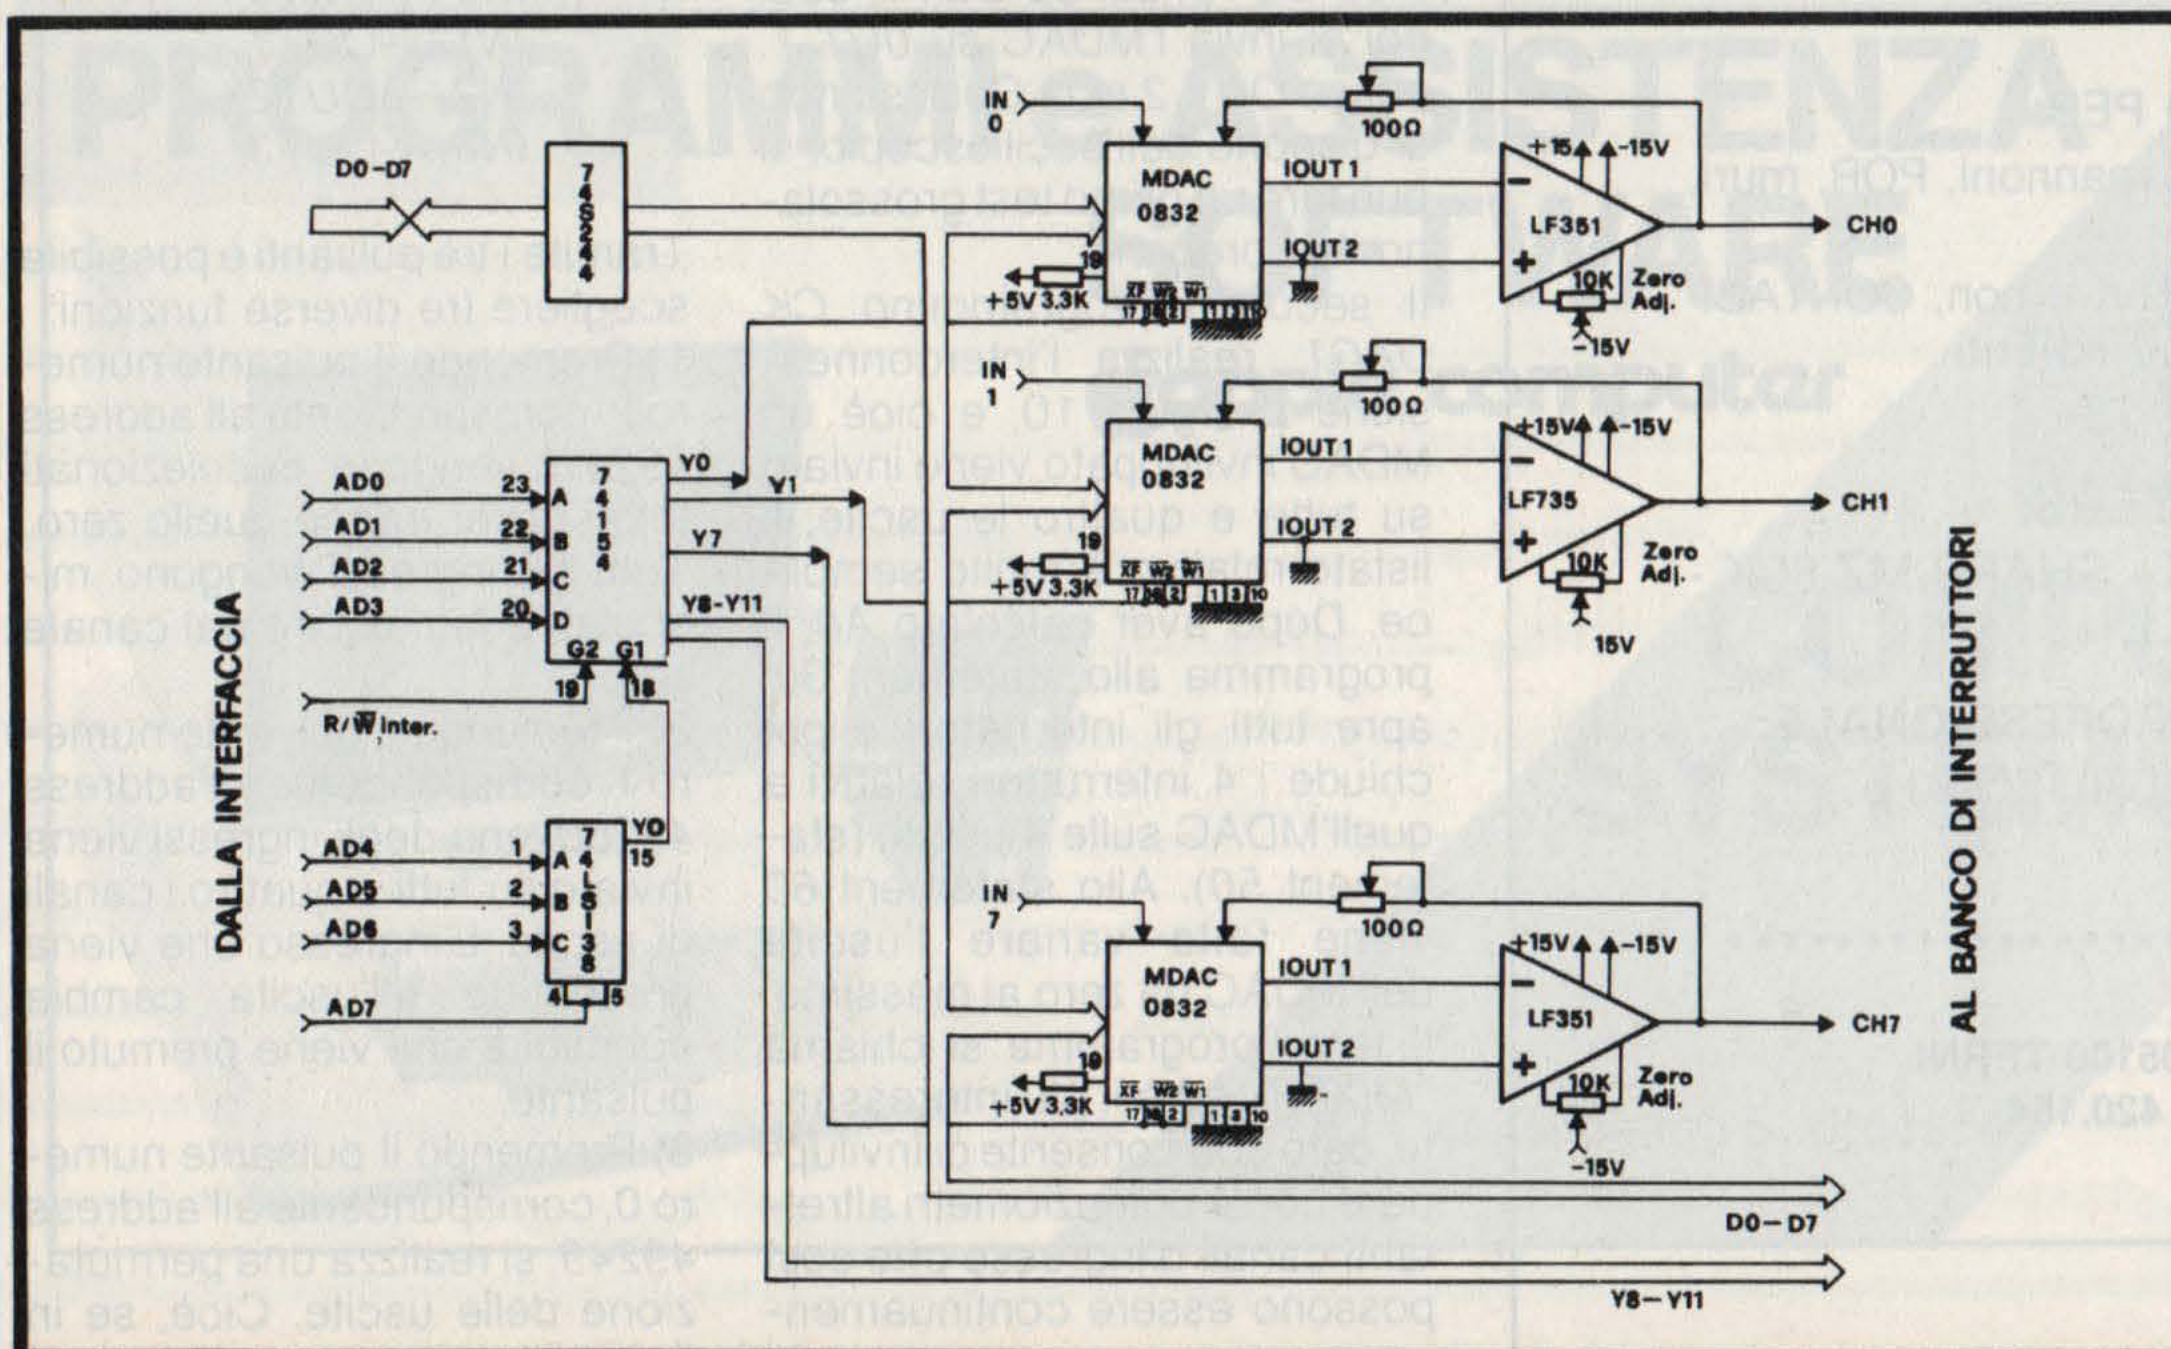 D0-D7
74S244
IN 0
100Ω
MDAC 0832
IOUT 1
IOUT 2
19
+5V 3.3K
XF W2 W1
17 18 2 1 3 10
+15 -15V
LF351
10K Zero Adj.
-15V
CH0
IN 1
100Ω
MDAC 0832
IOUT 1
IOUT 2
19
+5V 3.3K
XF W2 W1
17 18 2 1 3 10
+15V -15V
LF735
10K Zero Adj.
15V
CH1
DALLA INTERFACCIA
AD0 23 A
AD1 22 B
AD2 21 C
AD3 20 D
74154
Y0
Y1
Y7
Y8-Y11
G2 G1
19 18
R/W Inter.
AD4 1 A
AD5 2 B
AD6 3 C
74LS138
Y0
15
4 5
AD7
IN 7
100Ω
MDAC 0832
IOUT 1
IOUT 2
19
+5V 3.3K
XF W2 W1
17 18 2 1 3 10
+15V -15V
LF351
10K Zero Adj.
-15V
CH7
AL BANCO DI INTERRUTTORI
D0-D7
Y8-Y11